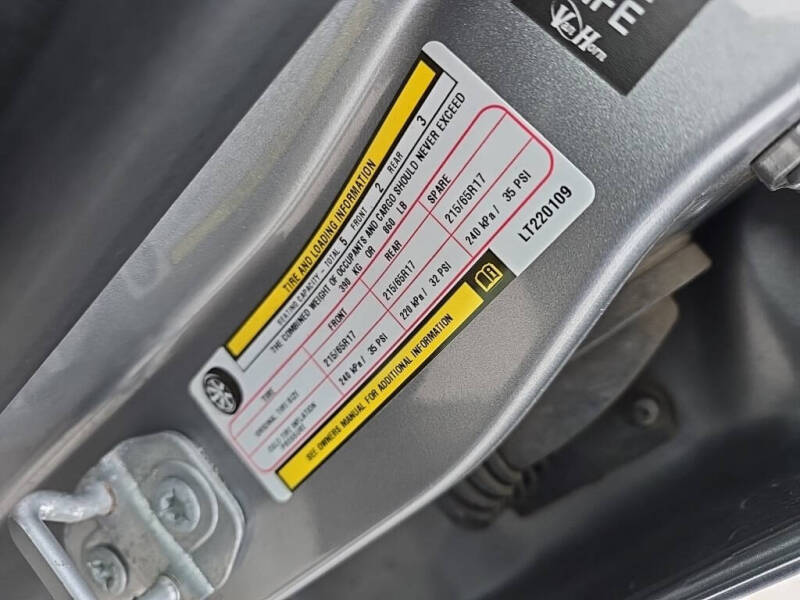 FE
Van Horn
TIRE AND LOADING INFORMATION
SEATING CAPACITY - TOTAL 5 FRONT 2 REAR 3
THE COMBINED WEIGHT OF OCCUPANTS AND CARGO SHOULD NEVER EXCEED
390 KG OR 860 LB
TIRE FRONT REAR SPARE
ORIGINAL TIRE SIZE 215/65R17 215/65R17 215/65R17
COLD TIRE INFLATION PRESSURE 240 kPa/ 35 PSI 220 kPa/ 32 PSI 240 kPa/ 35 PSI
SEE OWNERS MANUAL FOR ADDITIONAL INFORMATION
LT220109